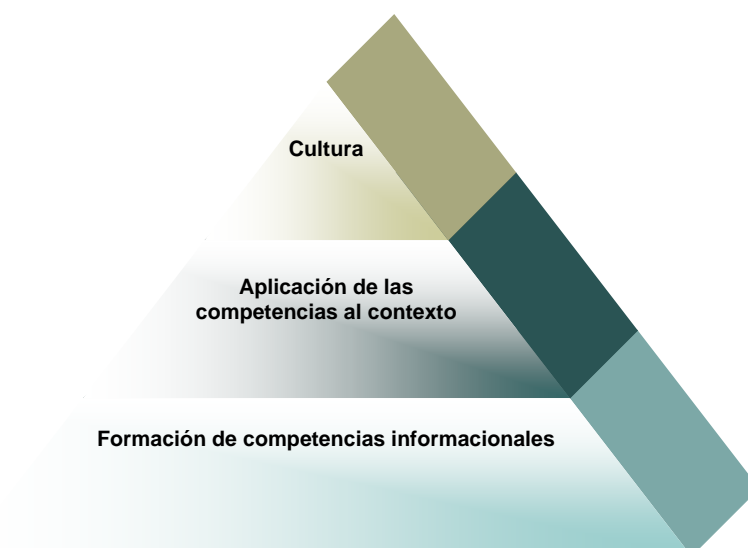 Cultura
Aplicación de las
competencias al contexto
Formación de competencias informacionales